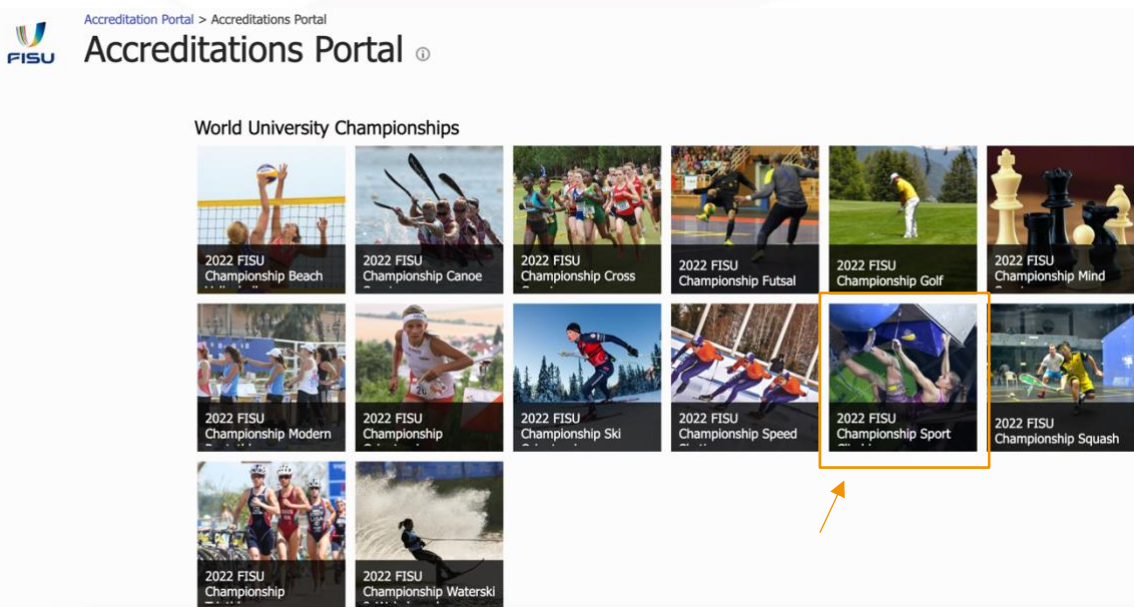 Accreditation Portal > Accreditations Portal
FISU
Accreditations Portal
World University Championships
2022 FISU
Championship Beach
2022 FISU
Championship Canoe
2022 FISU
Championship Cross
2022 FISU
Championship Futsal
2022 FISU
Championship Golf
2022 FISU
Championship Mind
2022 FISU
Championship Modern
2022 FISU
Championship
2022 FISU
Championship Ski
2022 FISU
Championship Speed
2022 FISU
Championship Sport
2022 FISU
Championship Squash
2022 FISU
Championship
2022 FISU
Championship Waterski